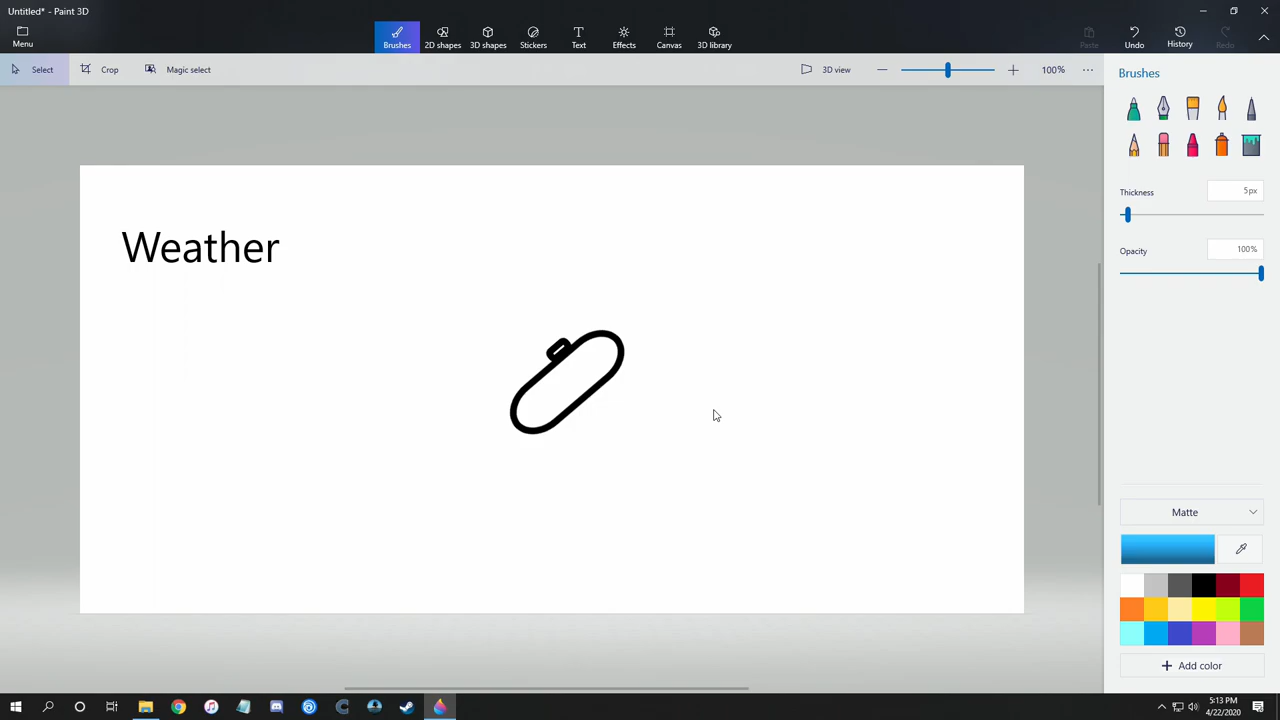 Untitled* - Paint 3D
Menu
Brushes
2D shapes
3D shapes
Stickers
Text
Effects
Canvas
3D library
Paste
Undo
History
Redo
Select
Crop
Magic select
3D view
100%
Brushes
Thickness
5px
Opacity
100%
Weather
Matte
Add color
5:13 PM
4/22/2020